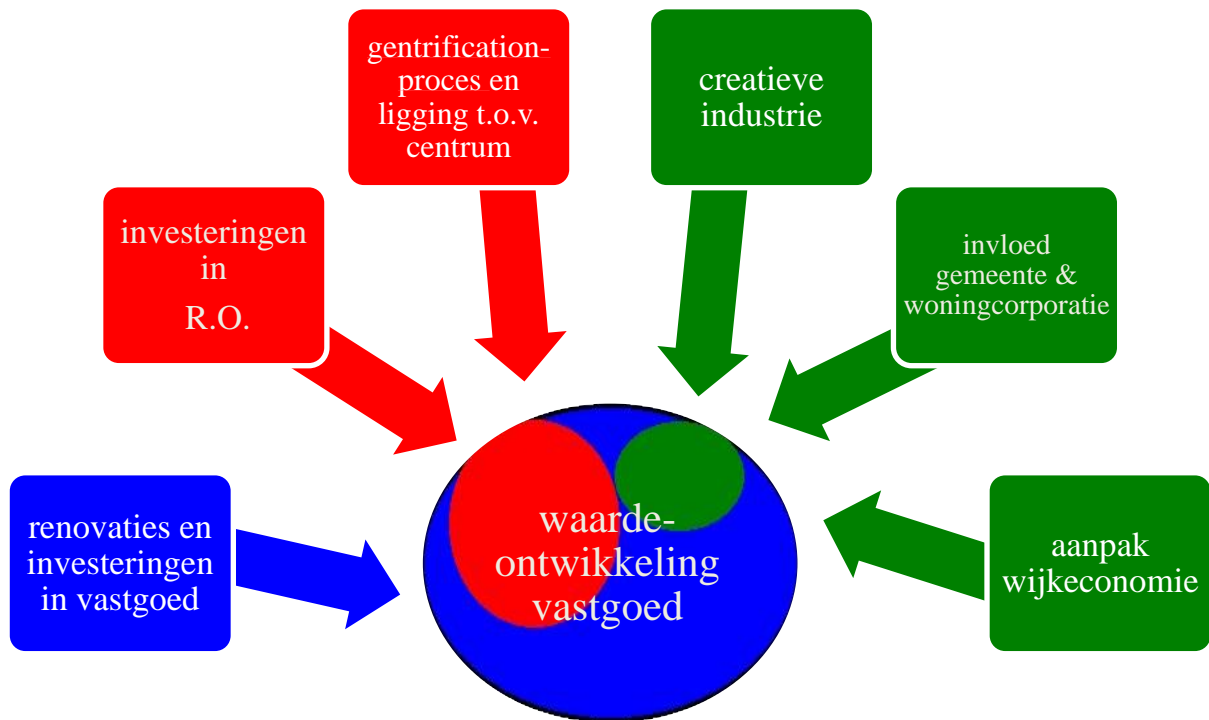 gentrification-
proces en
ligging t.o.v.
centrum
creatieve
industrie
investeringen
in
R.O.
invloed
gemeente &
woningcorporatie
renovaties en
investeringen
in vastgoed
waarde-
ontwikkeling
vastgoed
aanpak
wijkeconomie